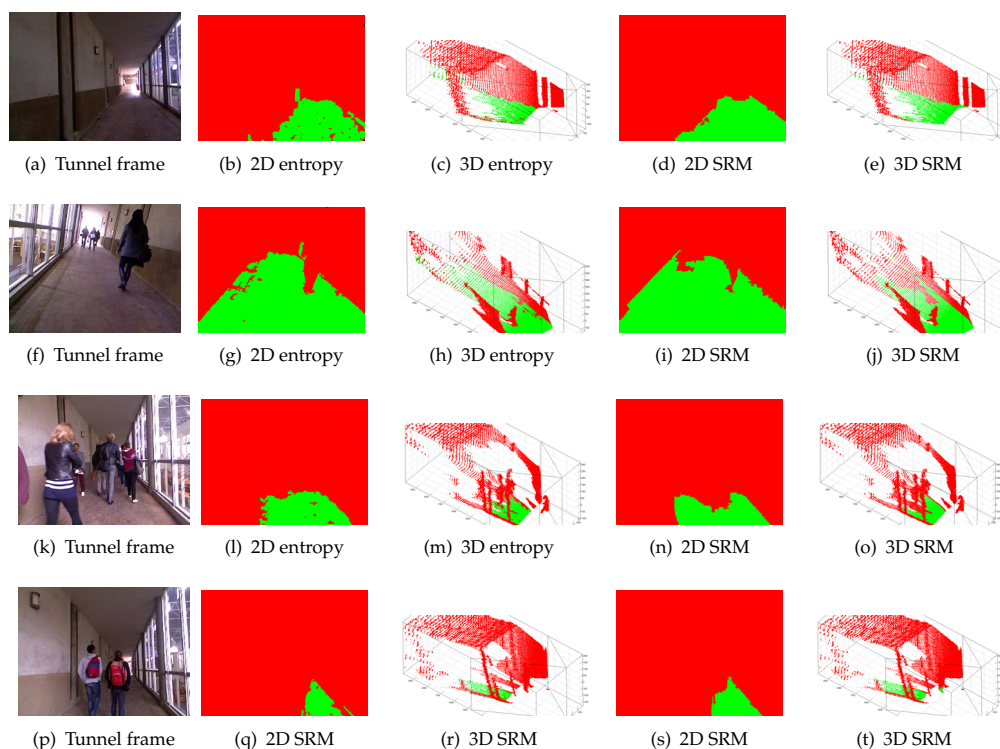 (a) Tunnel frame (b) 2D entropy (c) 3D entropy (d) 2D SRM (e) 3D SRM
(f) Tunnel frame (g) 2D entropy (h) 3D entropy (i) 2D SRM (j) 3D SRM
(k) Tunnel frame (l) 2D entropy (m) 3D entropy (n) 2D SRM (o) 3D SRM
(p) Tunnel frame (q) 2D SRM (r) 3D SRM (s) 2D SRM (t) 3D SRM